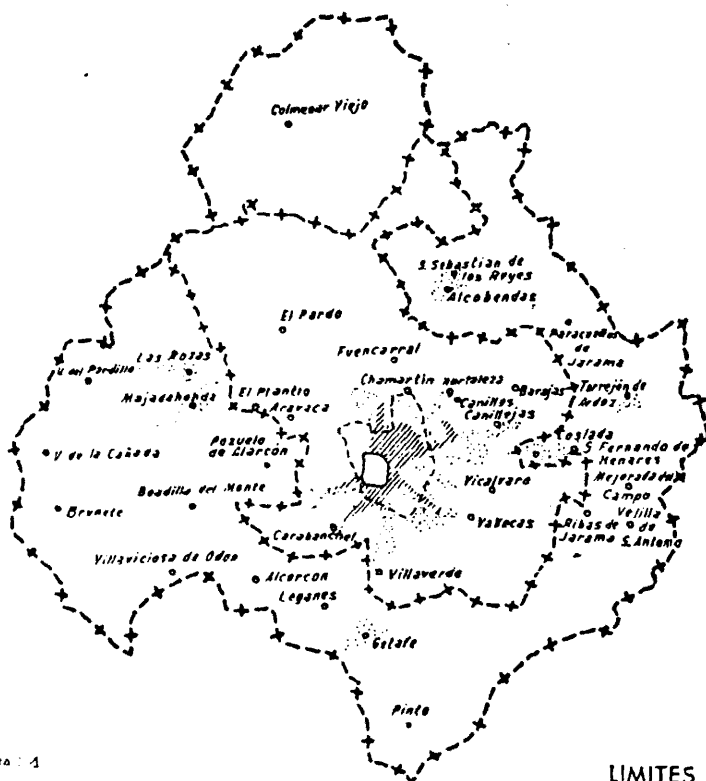 Colmenar Viejo
S. Sebastian de
los Reyes
Alcobendas
El Pardo
Paracuellos
de
Jarama
Fuencarral
V. del Pardillo
Las Rozas
Chamartin
Hortaleza
Barajas
Torrejón de
Ardoz
Majadahonda
El Plantio
Aravaca
Canillas
Canillejas
Coslada
S. Fernando de
Henares
V. de la Cañada
Pozuelo
de Alarcón
Mejorada del
Campo
Vicalvaro
Boadilla del Monte
Brunete
Vallecas
Velilla
de
S. Antonio
Ribas de
Jarama
Carabanchel
Villaviciosa de Odon
Alcorcon
Villaverde
Leganes
Getafe
Pinto
LIMITES